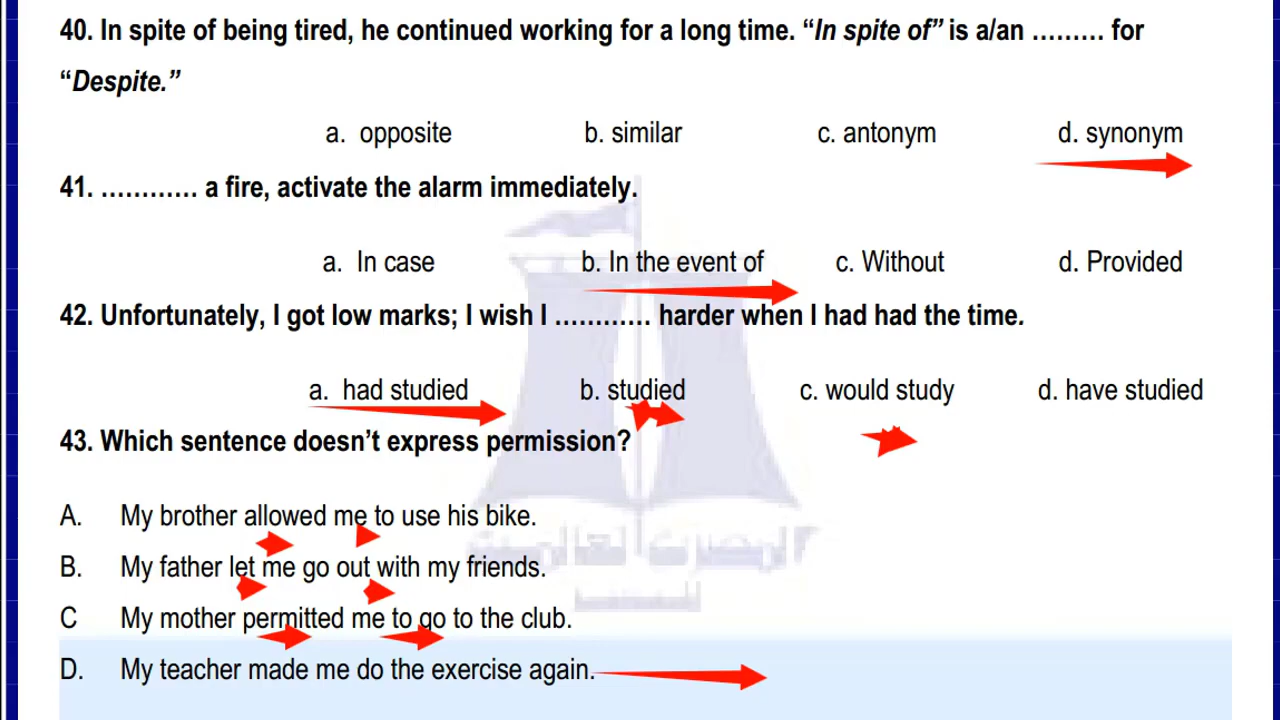 40. In spite of being tired, he continued working for a long time. “In spite of” is a/an ……… for
“Despite.”
a. opposite b. similar c. antonym d. synonym
41. ………… a fire, activate the alarm immediately.
a. In case b. In the event of c. Without d. Provided
42. Unfortunately, I got low marks; I wish I ………… harder when I had had the time.
a. had studied b. studied c. would study d. have studied
43. Which sentence doesn’t express permission?
A. My brother allowed me to use his bike.
B. My father let me go out with my friends.
C My mother permitted me to go to the club.
D. My teacher made me do the exercise again.